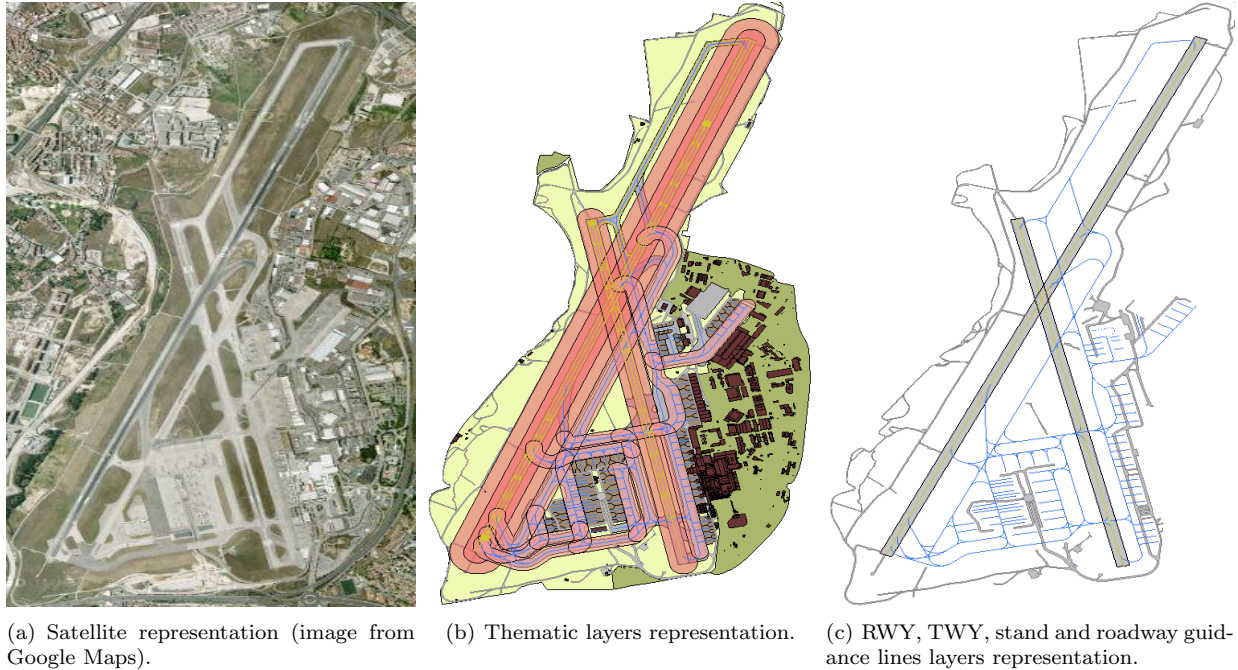 (a) Satellite representation (image from
Google Maps).
(b) Thematic layers representation.
(c) RWY, TWY, stand and roadway guid-
ance lines layers representation.